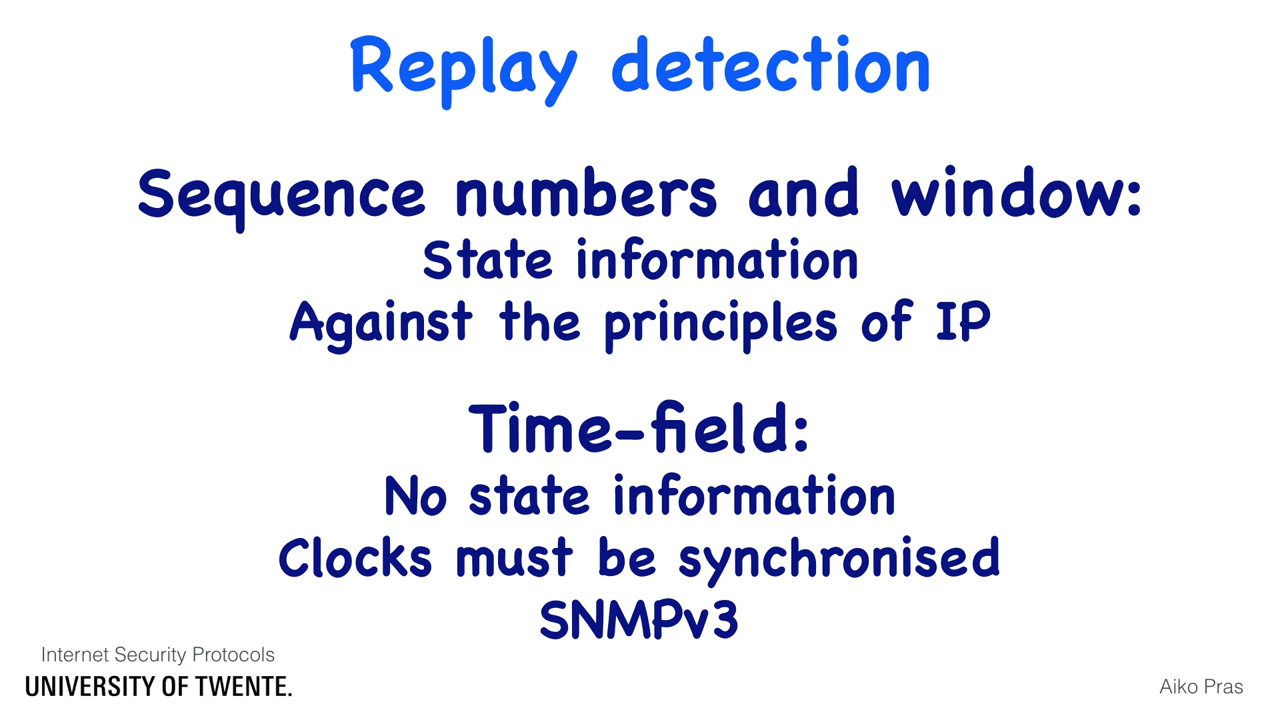 Replay detection
Sequence numbers and window:
State information
Against the principles of IP
Time-field:
No state information
Clocks must be synchronised
SNMPv3
Internet Security Protocols
UNIVERSITY OF TWENTE.
Aiko Pras